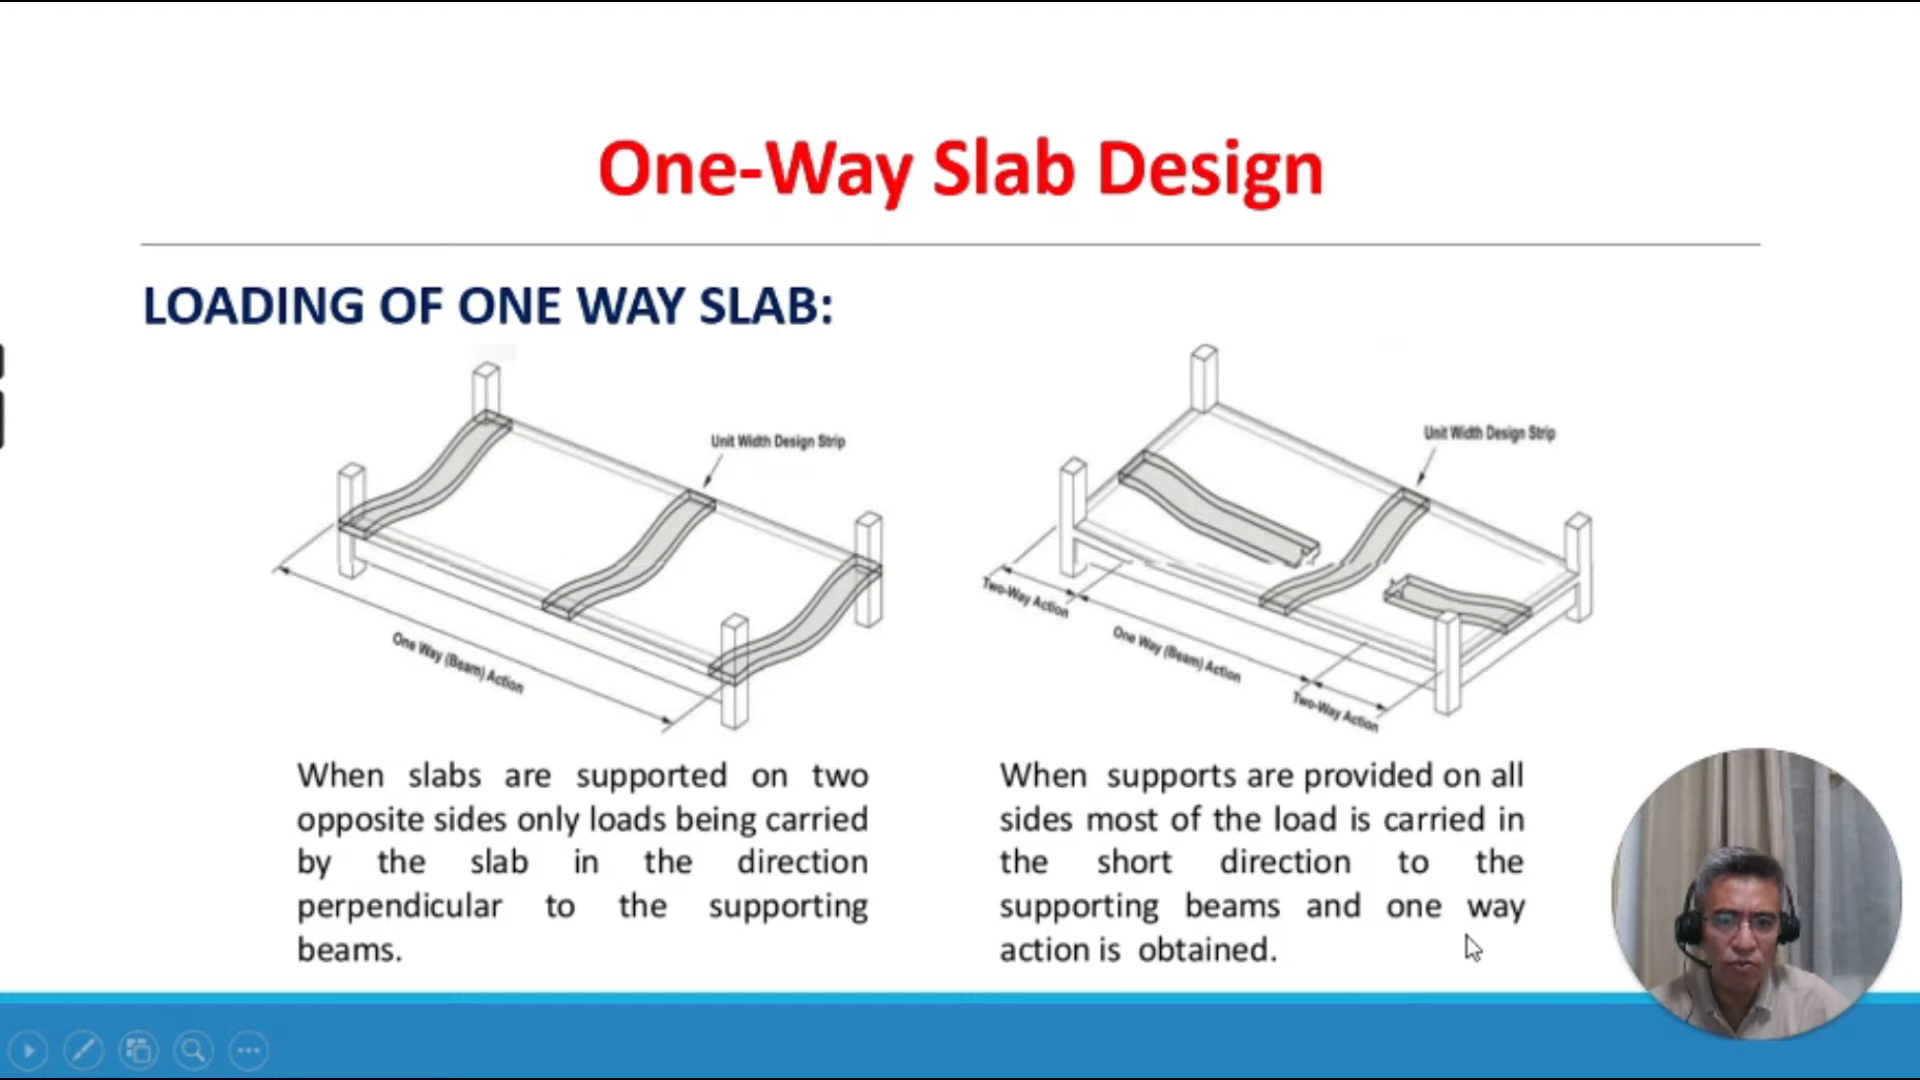 One-Way Slab Design
LOADING OF ONE WAY SLAB:
Unit Width Design Strip
One Way (Beam) Action
When slabs are supported on two
opposite sides only loads being carried
by the slab in the direction
perpendicular to the supporting
beams.
Unit Width Design Strip
Two-Way Action
One Way (Beam) Action
Two-Way Action
When supports are provided on all
sides most of the load is carried in
the short direction to the
supporting beams and one way
action is obtained.